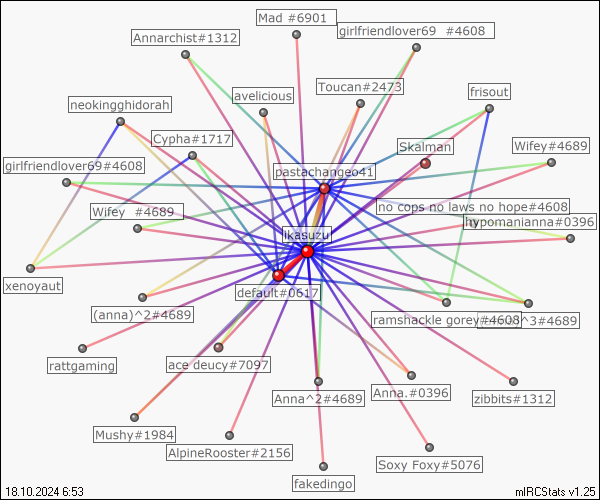 Mad #6901
girlfriendlover69 #4608
Annarchist#1312
Toucan#2473
frisout
avelicious
neokingghidorah
Cypha#1717
Skalman
Wifey#4689
girlfriendlover69#4608
pastachangeo41
no cops no laws no hope#4608
Wifey #4689
hypomanianna#0396
ikasuzu
xenoyaut
default#0617
(anna)^2#4689
ramshackle gorey#4608
^3#4689
rattgaming
ace deucy#7097
Anna^2#4689
Anna.#0396
zibbits#1312
Mushy#1984
AlpineRooster#2156
Soxy Foxy#5076
fakedingo
18.10.2024 6:53
mIRCStats v1.25